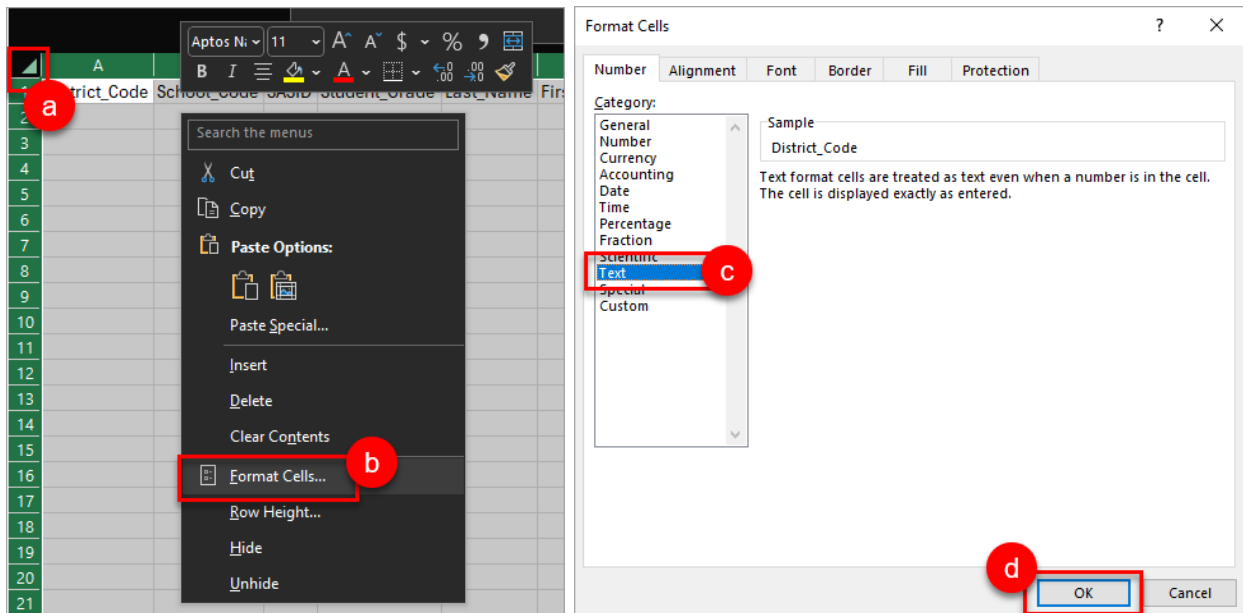 Aptos Na 11 A A $ % 9
B I A .00 .00
A
a
1 trict_Code School_Code SASID Student_Grade Last_Name Firs
2
3
4
5
6
7
8
9
10
11
12
13
14
15
16
17
18
19
20
21
Search the menus
Cut
Copy
Paste Options:
Paste Special...
Insert
Delete
Clear Contents
Format Cells...
b
Row Height...
Hide
Unhide
Format Cells ? X
Number Alignment Font Border Fill Protection
Category:
General
Number
Currency
Accounting
Date
Time
Percentage
Fraction
Scientific
Text
c
Special
Custom
Sample
District_Code
Text format cells are treated as text even when a number is in the cell.
The cell is displayed exactly as entered.
d
OK Cancel